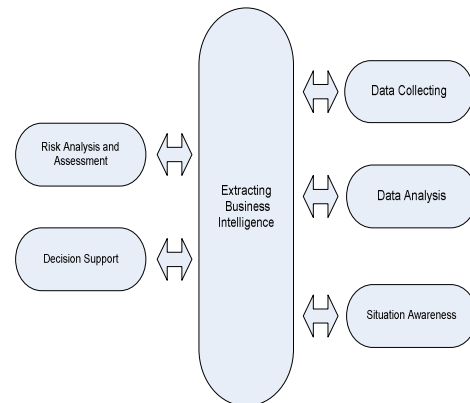 Risk Analysis and
Assessment
Decision Support
Extracting
Business
Intelligence
Data Collecting
Data Analysis
Situation Awareness